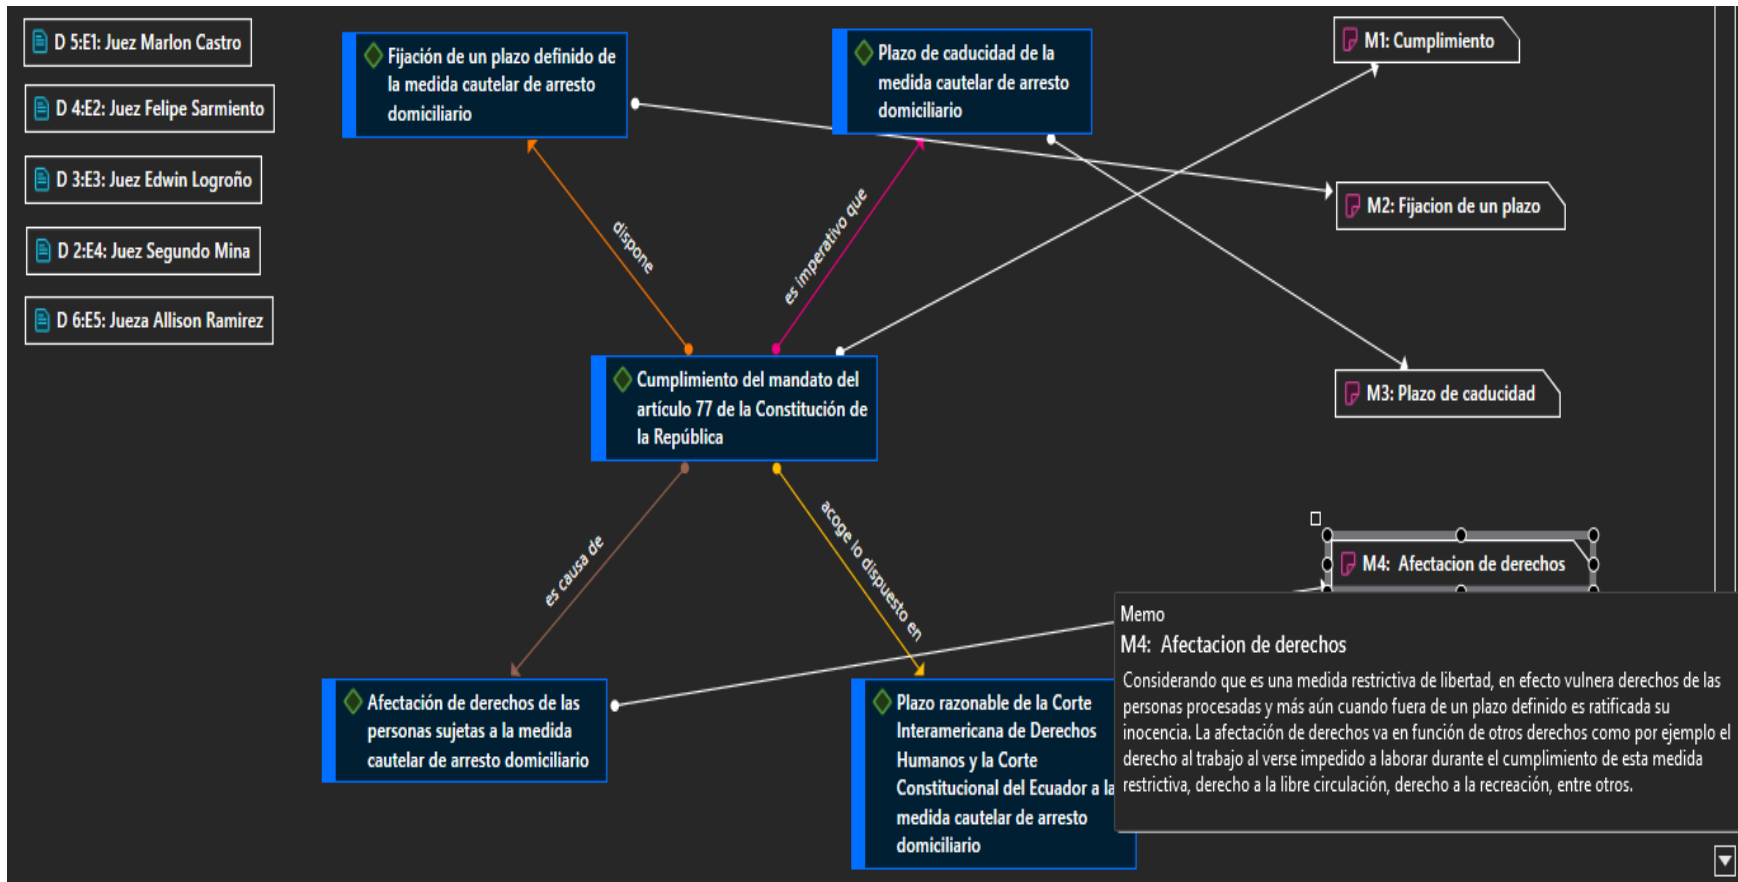 D 5:E1: Juez Marlon Castro
D 4:E2: Juez Felipe Sarmiento
D 3:E3: Juez Edwin Logroño
D 2:E4: Juez Segundo Mina
D 6:E5: Jueza Allison Ramirez
Fijación de un plazo definido de
la medida cautelar de arresto
domiciliario
Plazo de caducidad de la
medida cautelar de arresto
domiciliario
M1: Cumplimiento
M2: Fijacion de un plazo
M3: Plazo de caducidad
dispone
es imperativo que
Cumplimiento del mandato del
artículo 77 de la Constitución de
la República
es causa de
acoge lo dispuesto en
M4:  Afectacion de derechos
Afectación de derechos de las
personas sujetas a la medida
cautelar de arresto domiciliario
Plazo razonable de la Corte
Interamericana de Derechos
Humanos y la Corte
Constitucional del Ecuador a la
medida cautelar de arresto
domiciliario
Memo
M4:  Afectacion de derechos
Considerando que es una medida restrictiva de libertad, en efecto vulnera derechos de las
personas procesadas y más aún cuando fuera de un plazo definido es ratificada su
inocencia. La afectación de derechos va en función de otros derechos como por ejemplo el
derecho al trabajo al verse impedido a laborar durante el cumplimiento de esta medida
restrictiva, derecho a la libre circulación, derecho a la recreación, entre otros.